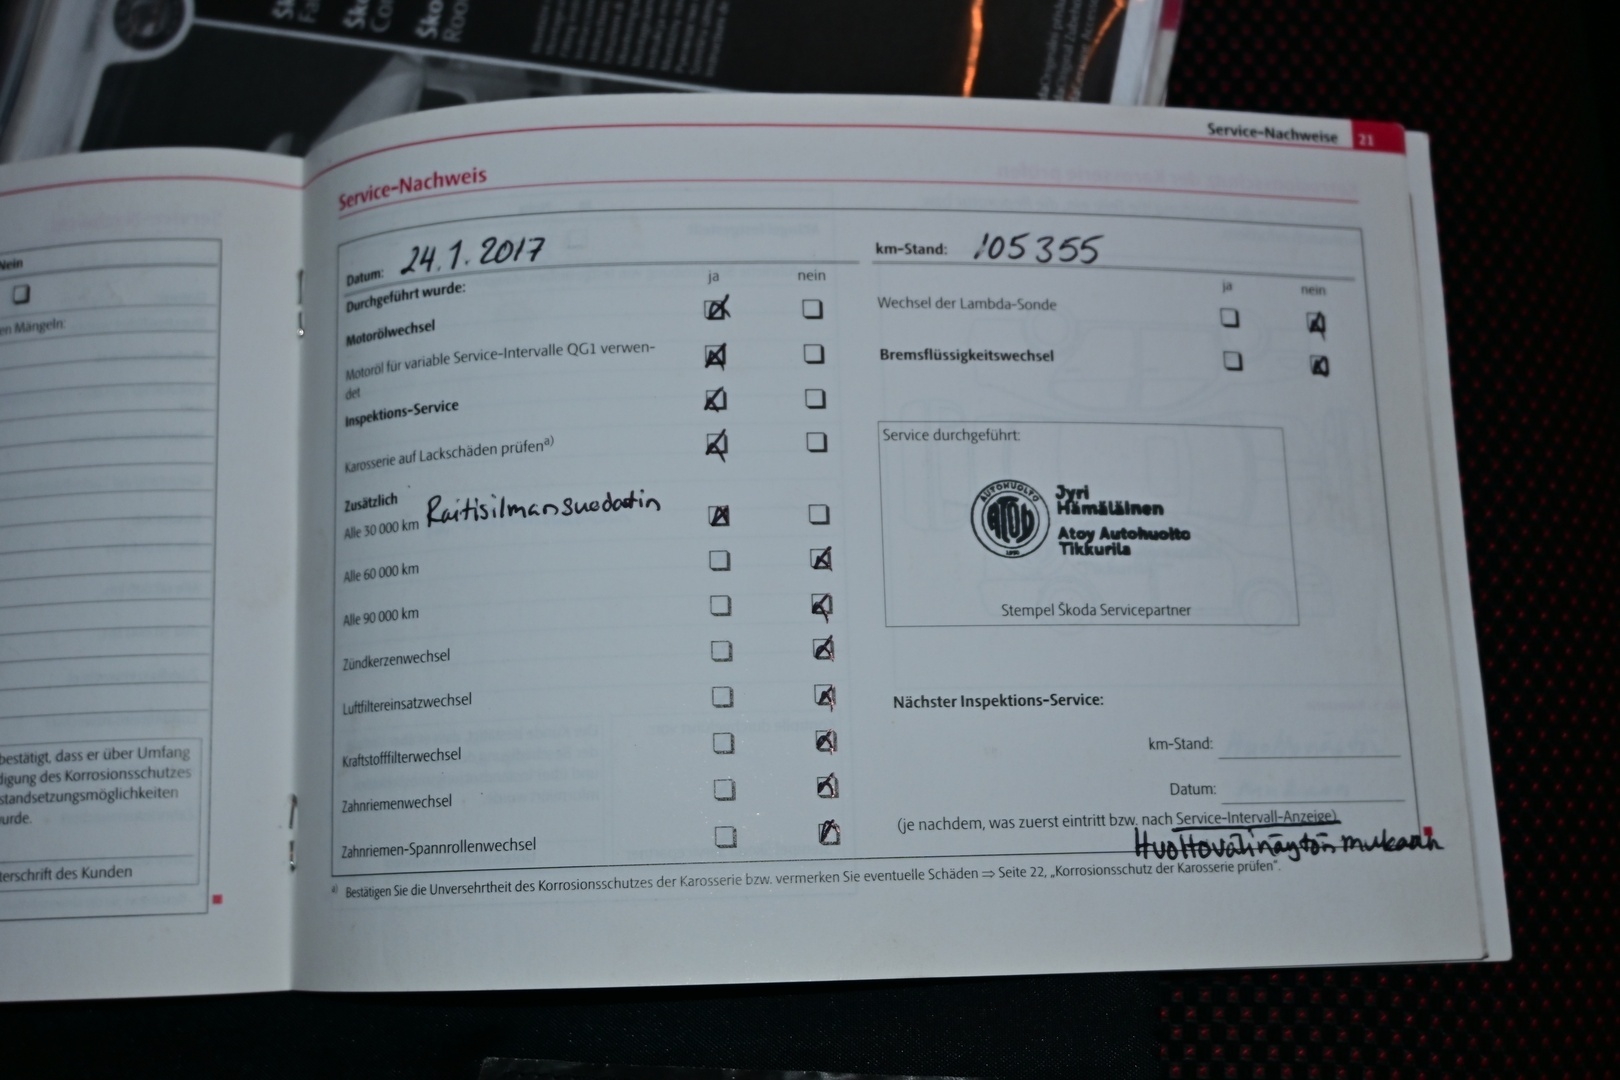 Service-Nachweise 21
Service-Nachweis
Datum: 24.1.2017
Durchgeführt wurde:
ja nein
Motorölwechsel
Motoröl für variable Service-Intervalle QG1 verwen-
det
Inspektions-Service
Karosserie auf Lackschäden prüfen a)
Zusätzlich
Alle 30 000 km Raitisilmansuodatin
Alle 60 000 km
Alle 90 000 km
Zündkerzenwechsel
Luftfiltereinsatzwechsel
Kraftstofffilterwechsel
Zahnriemenwechsel
Zahnriemen-Spannrollenwechsel
km-Stand: 105355
ja nein
Wechsel der Lambda-Sonde
Bremsflüssigkeitswechsel
Service durchgeführt:
AUTOHUOLTO
ATOY
Jyri
Hämäläinen
Atoy Autohuolto
Tikkurila
Stempel Škoda Servicepartner
Nächster Inspektions-Service:
km-Stand:
Datum:
(je nachdem, was zuerst eintritt bzw. nach Service-Intervall-Anzeige)
Huoltovälinäytön mukaan
a) Bestätigen Sie die Unversehrtheit des Korrosionsschutzes der Karosserie bzw. vermerken Sie eventuelle Schäden ⇒ Seite 22, „Korrosionsschutz der Karosserie prüfen“.
Nein
en Mängeln:
bestätigt, dass er über Umfang
digung des Korrosionsschutzes
standsetzungsmöglichkeiten
urde.
terschrift des Kunden